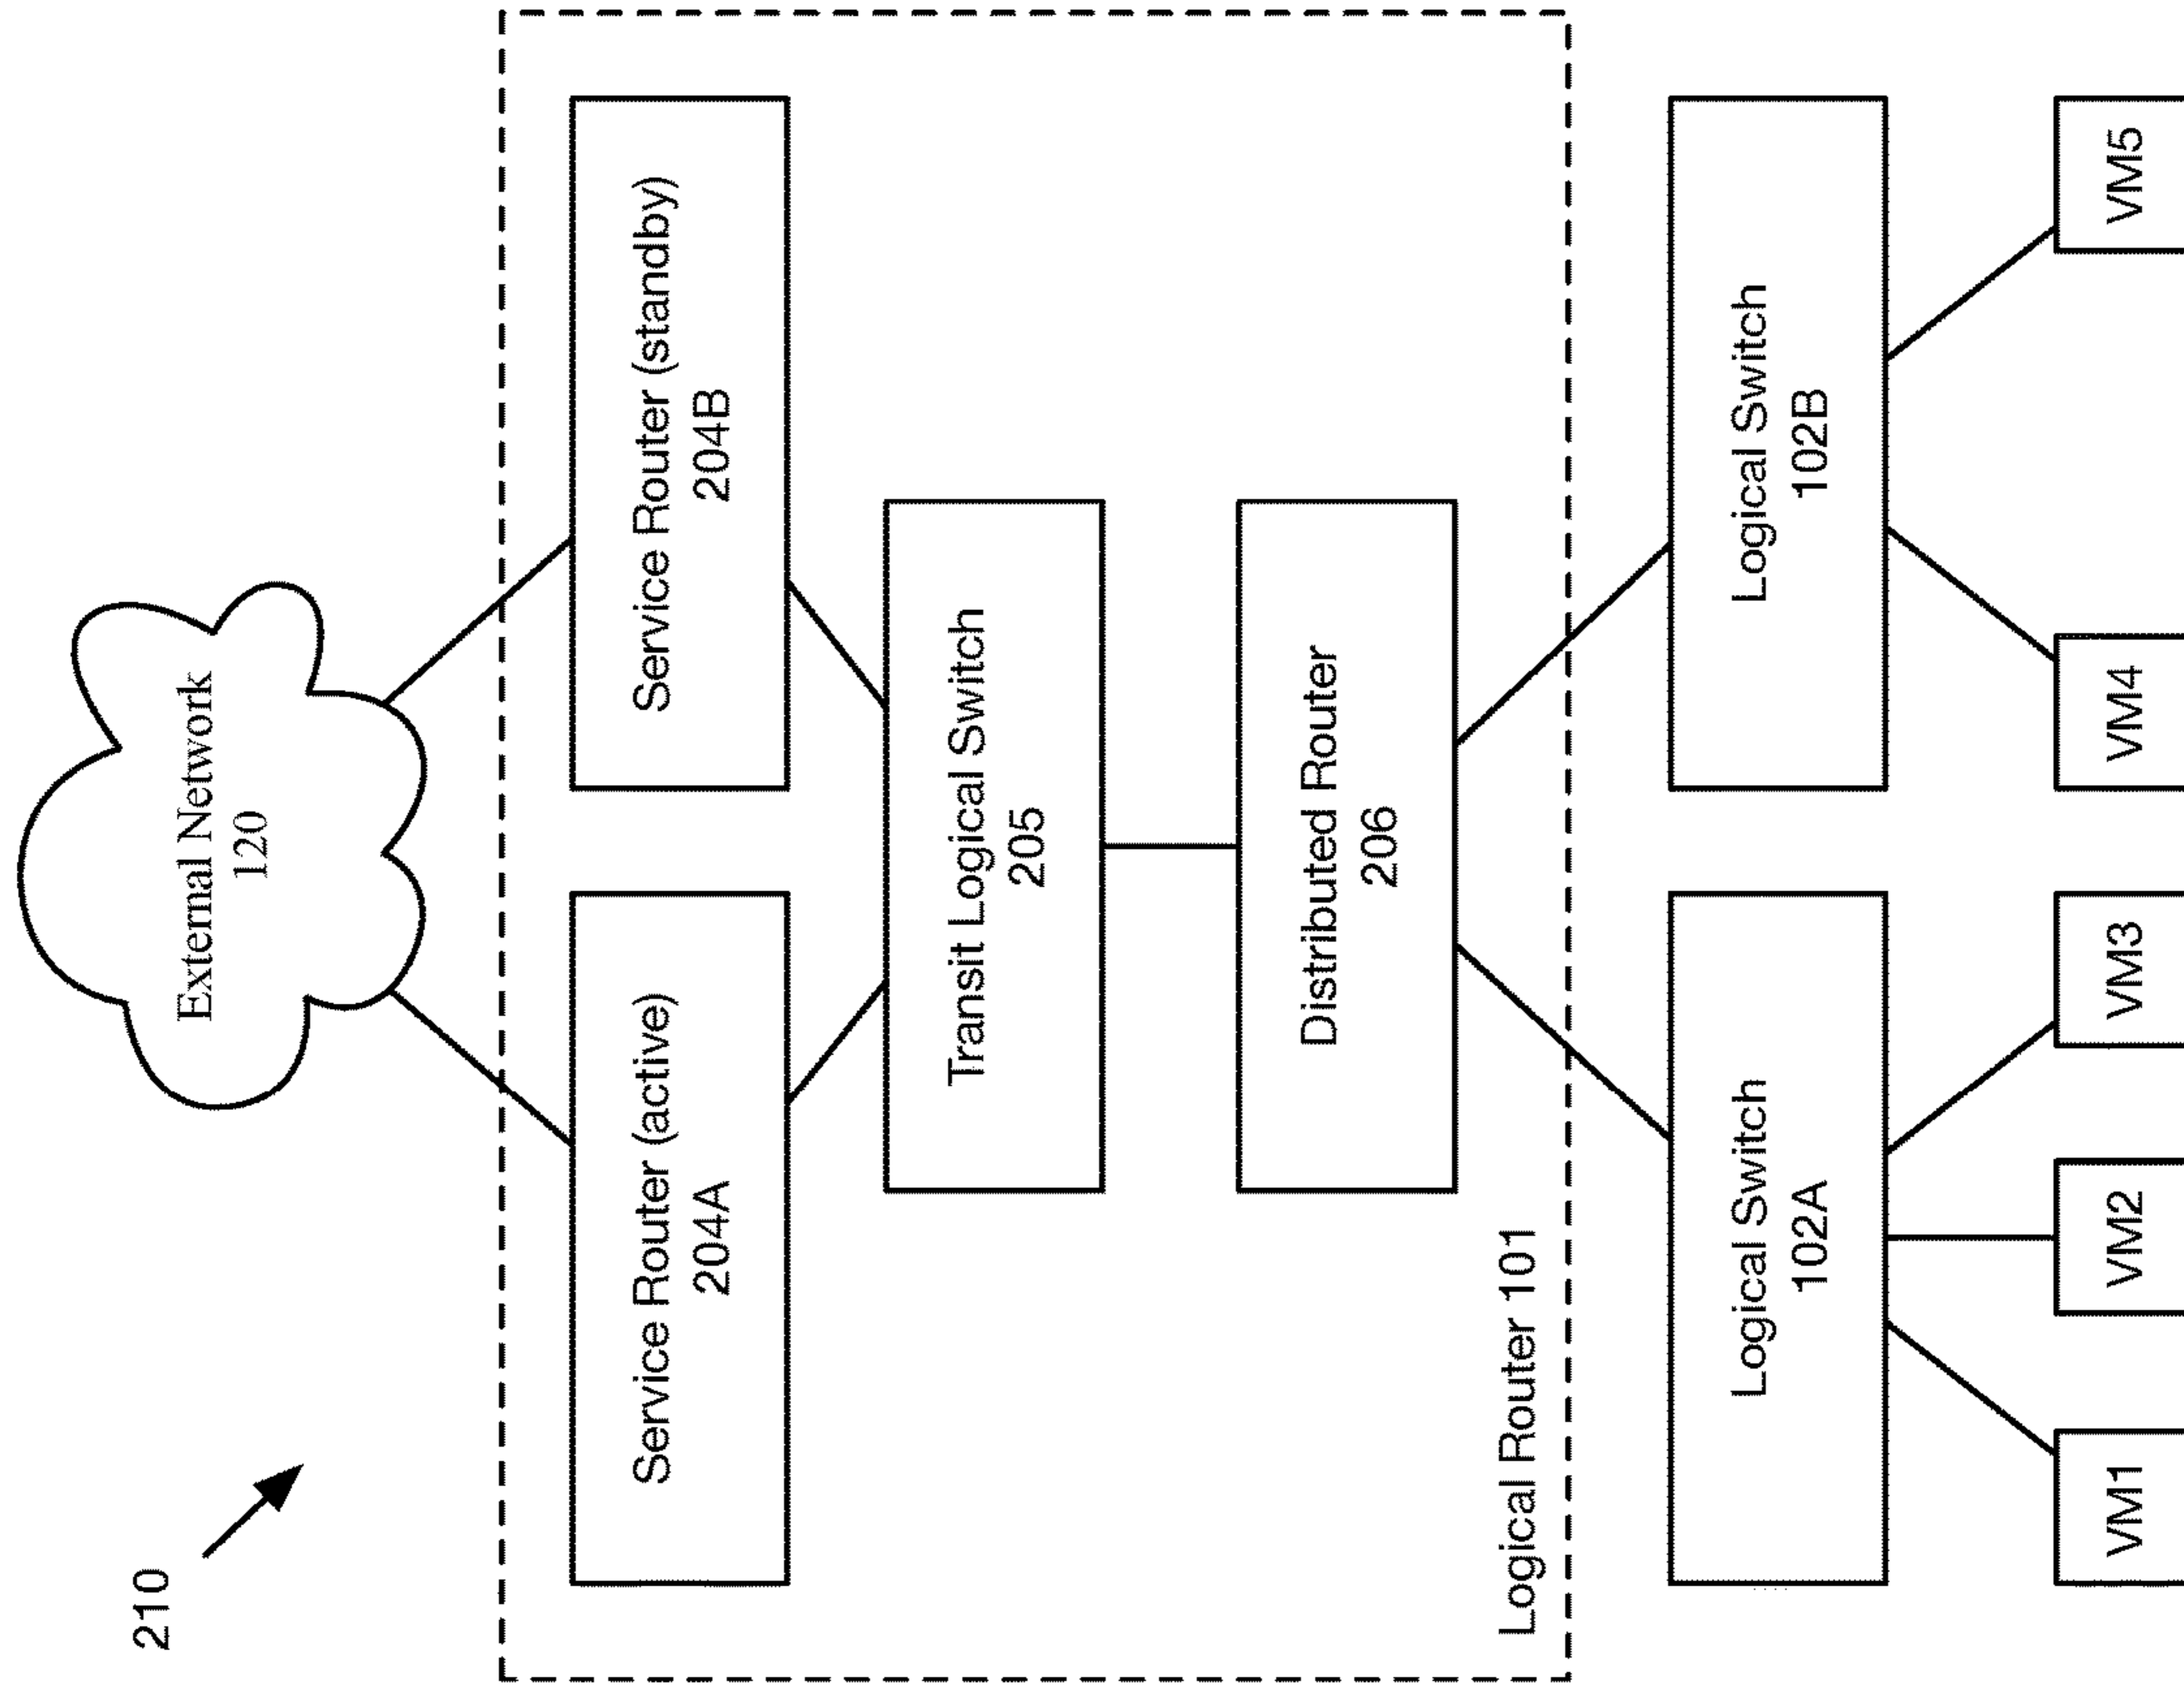 210
External Network
120
Service Router (active)
204A
Service Router (standby)
204B
Transit Logical Switch
205
Distributed Router
206
Logical Router 101
Logical Switch
102A
Logical Switch
102B
VM1
VM2
VM3
VM4
VM5